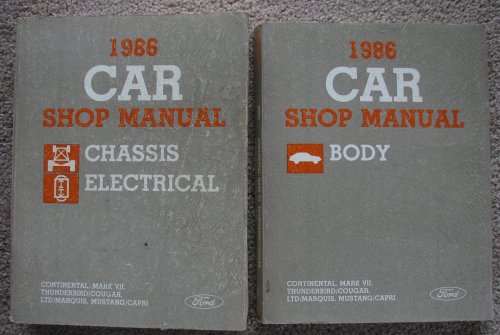 1986
CAR
SHOP MANUAL
CHASSIS
ELECTRICAL
CONTINENTAL, MARK VII,
THUNDERBIRD/COUGAR,
LTD/MARQUIS, MUSTANG/CAPRI
Ford
1986
CAR
SHOP MANUAL
BODY
CONTINENTAL, MARK VII,
THUNDERBIRD/COUGAR,
LTD/MARQUIS, MUSTANG/CAPRI
Ford